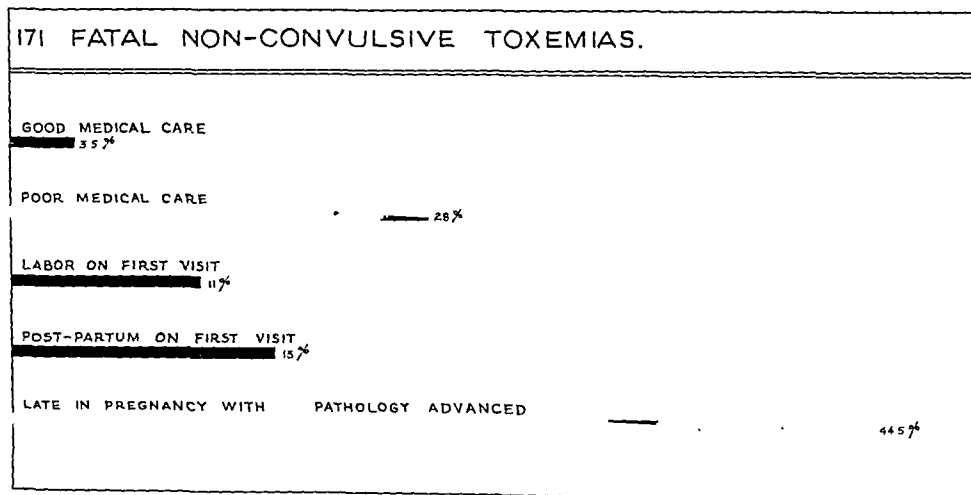 171 FATAL NON-CONVULSIVE TOXEMIAS.
GOOD MEDICAL CARE
3 5%
POOR MEDICAL CARE
28%
LABOR ON FIRST VISIT
11%
POST-PARTUM ON FIRST VISIT
LATE IN PREGNANCY WITH PATHOLOGY ADVANCED
44 5%